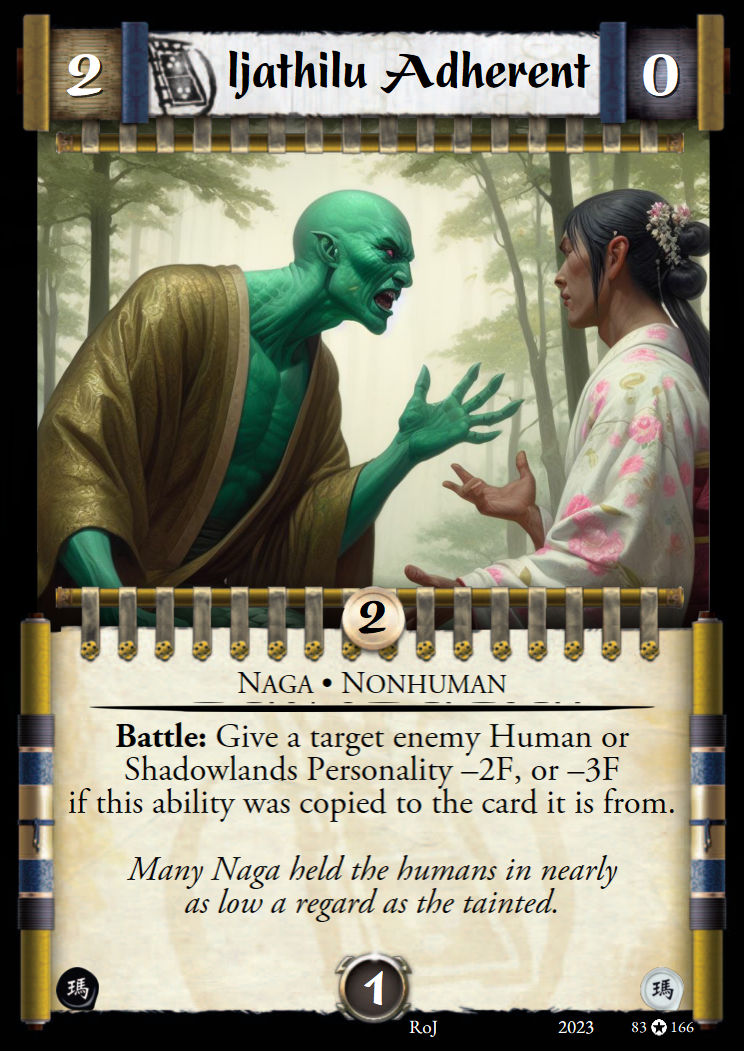 2 Ijathilu Adherent 0
2
Naga • Nonhuman
Battle: Give a target enemy Human or
Shadowlands Personality –2F, or –3F
if this ability was copied to the card it is from.
Many Naga held the humans in nearly
as low a regard as the tainted.
瑪 1 瑪
RoJ 2023 83 166